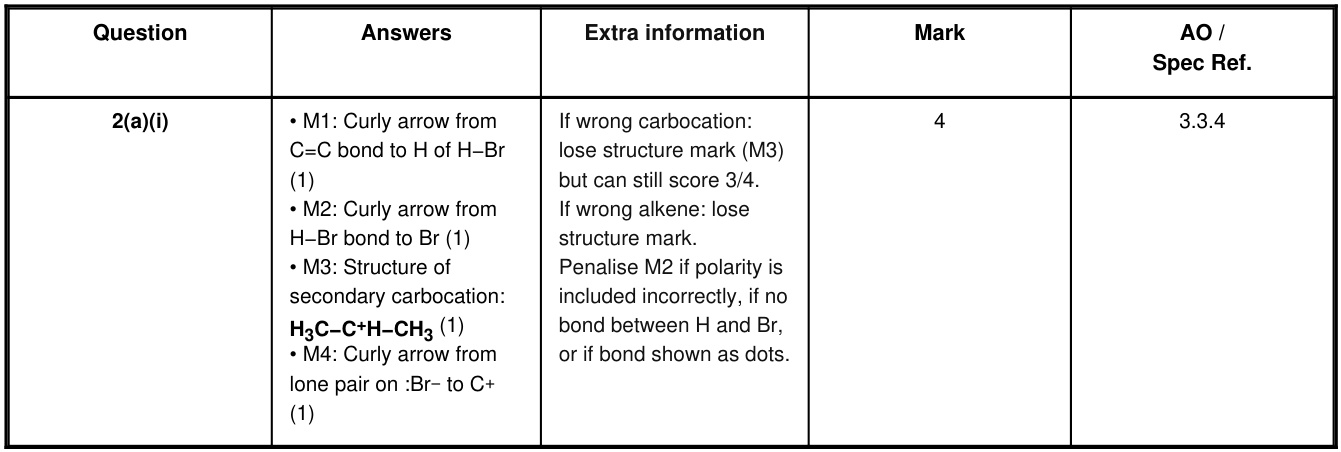 Question Answers Extra information Mark AO /
Spec Ref.
2(a)(i)
• M1: Curly arrow from
C=C bond to H of H–Br
(1)
• M2: Curly arrow from
H–Br bond to Br (1)
• M3: Structure of
secondary carbocation:
H₃C–C⁺H–CH₃ (1)
• M4: Curly arrow from
lone pair on :Br⁻ to C⁺
(1)
If wrong carbocation:
lose structure mark (M3)
but can still score 3/4.
If wrong alkene: lose
structure mark.
Penalise M2 if polarity is
included incorrectly, if no
bond between H and Br,
or if bond shown as dots.
4
3.3.4